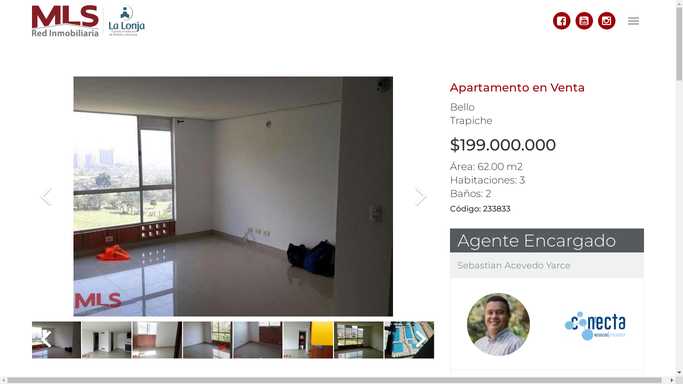 MLS
Red Inmobiliaria
La Lonja
Apartamento en Venta
Bello
Trapiche
$199.000.000
Área: 62.00 m2
Habitaciones: 3
Baños: 2
Código: 233833
Agente Encargado
Sebastian Acevedo Yarce
MLS
conecta